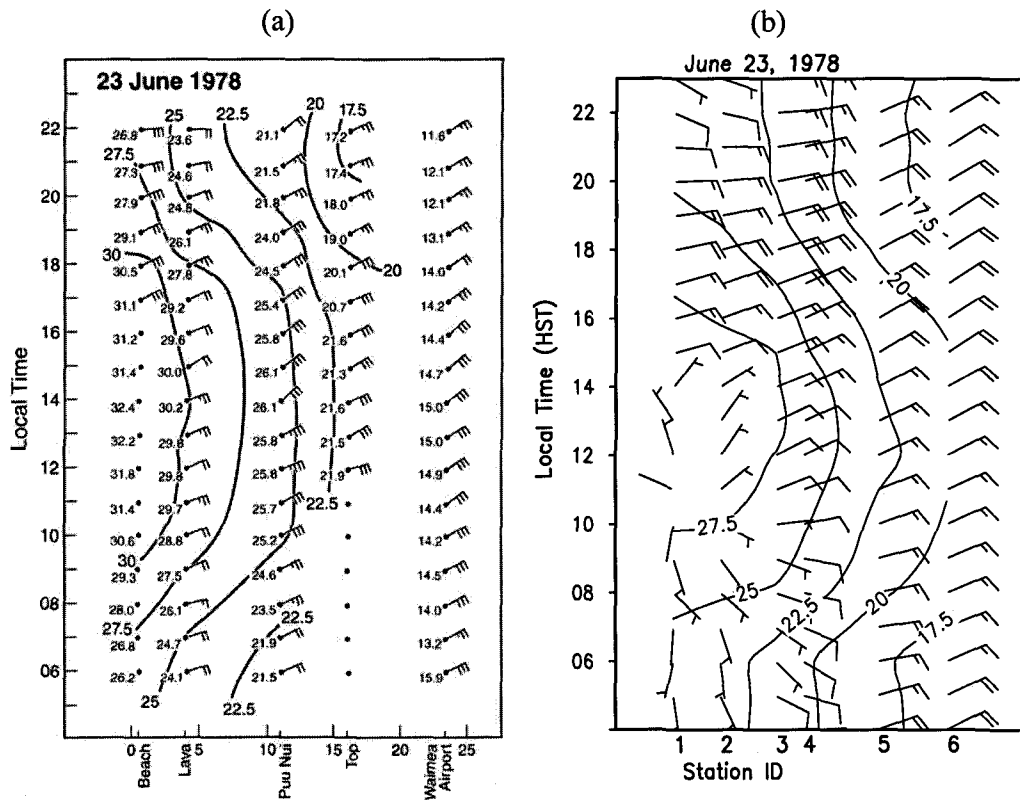 (a)
23 June 1978
Local Time
25 22.5 20 17.5
22 26.8 23.6 21.1 17.2 11.6
27.5
27.3 24.6 21.5 17.4 12.1
20 27.9 24.8 21.8 18.0 12.1
29.1 26.1 24.0 19.0 13.1
30
18 30.5 27.8 24.5 20.1 20 14.0
31.1 29.2 25.4 20.7 14.2
16 31.2 29.6 25.8 21.6 14.4
31.4 30.0 26.1 21.3 14.7
14 32.4 30.2 26.1 21.6 15.0
32.2 29.8 25.8 21.5 15.0
12 31.8 29.8 25.8 21.9 14.9
31.4 29.7 25.7 22.5 14.4
10 30.6 28.8 25.2 14.2
30
29.3 27.5 24.6 14.5
08 28.0 26.1 23.5 14.0
27.5 22.5
26.8 24.7 21.9 13.2
06 26.2 24.1 21.5 15.9
25 22.5
0 5 10 15 20 25
Beach
Lava
Puu Nui
Top
Waimea
Airport
(b)
June 23, 1978
Local Time (HST)
22
20
17.5
18
20
16
14
12
10
27.5
08
25
22.5
20
17.5
06
1 2 3 4 5 6
Station ID